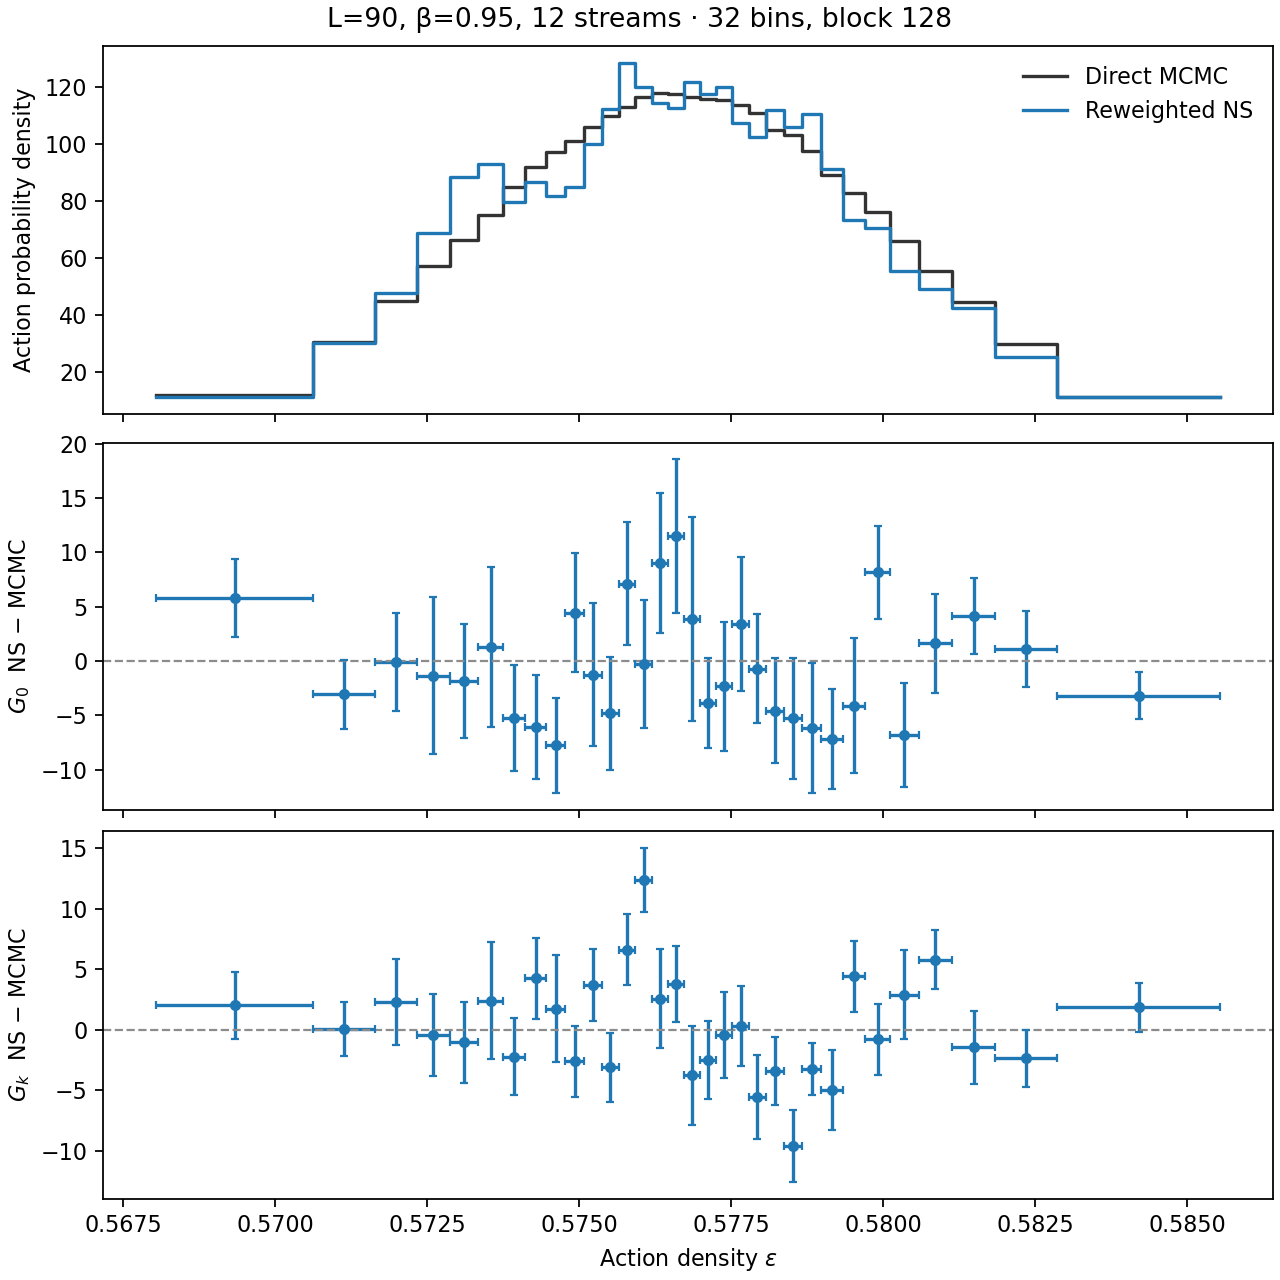 L=90, β=0.95, 12 streams · 32 bins, block 128
Action probability density
120
100
80
60
40
20
Direct MCMC
Reweighted NS
G₀ NS − MCMC
20
15
10
5
0
−5
−10
Gₖ NS − MCMC
15
10
5
0
−5
−10
0.5675 0.5700 0.5725 0.5750 0.5775 0.5800 0.5825 0.5850
Action density ε